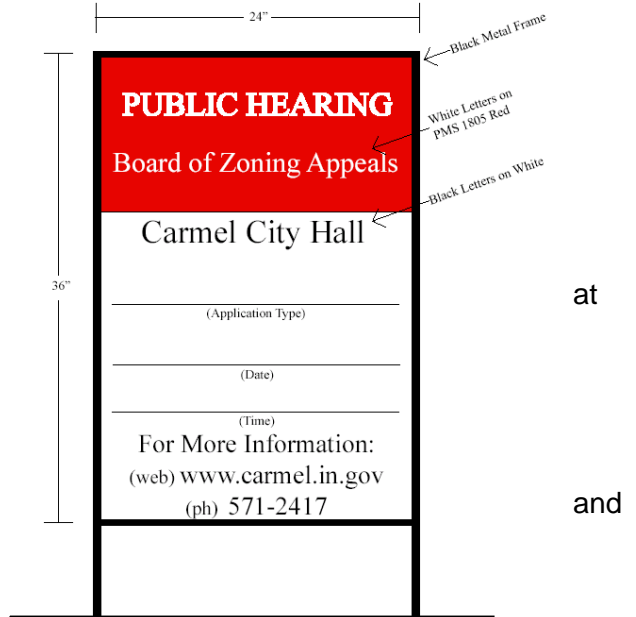 24”
Black Metal Frame
PUBLIC HEARING
White Letters on
PMS 1805 Red
Board of Zoning Appeals
Black Letters on White
Carmel City Hall
36”
at
(Application Type)
(Date)
(Time)
For More Information:
(web) www.carmel.in.gov
(ph) 571-2417
and